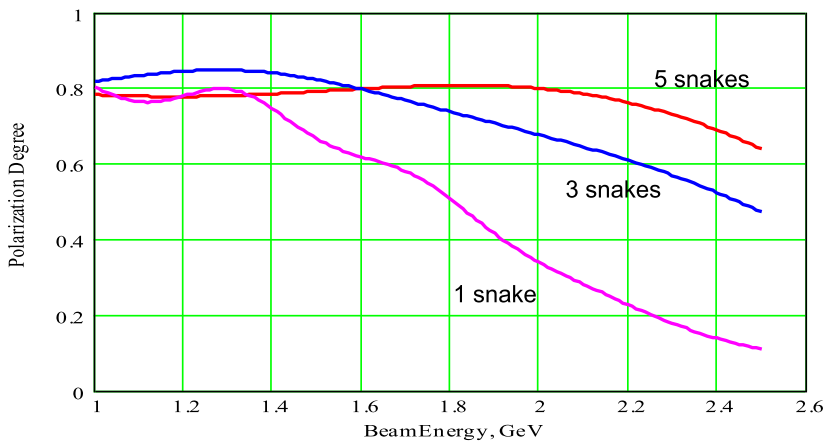 1
0.8
0.6
0.4
0.2
0
Polarization Degree
5 snakes
3 snakes
1 snake
1 1.2 1.4 1.6 1.8 2 2.2 2.4 2.6
BeamEnergy, GeV